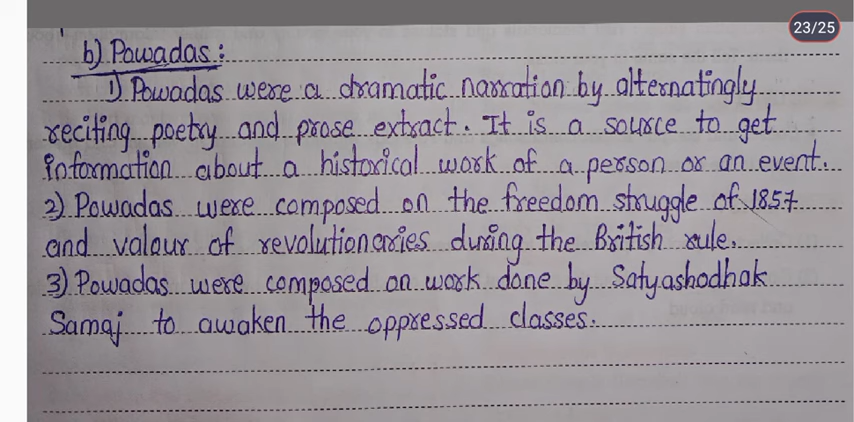 23/25
b) Powadas :
1) Powadas were a dramatic narration by alternatingly
reciting poetry and prose extract. It is a source to get
information about a historical work of a person or an event.
2) Powadas were composed on the freedom struggle of 1857
and valour of revolutionaries during the British rule.
3) Powadas were composed on work done by Satyashodhak
Samaj to awaken the oppressed classes.